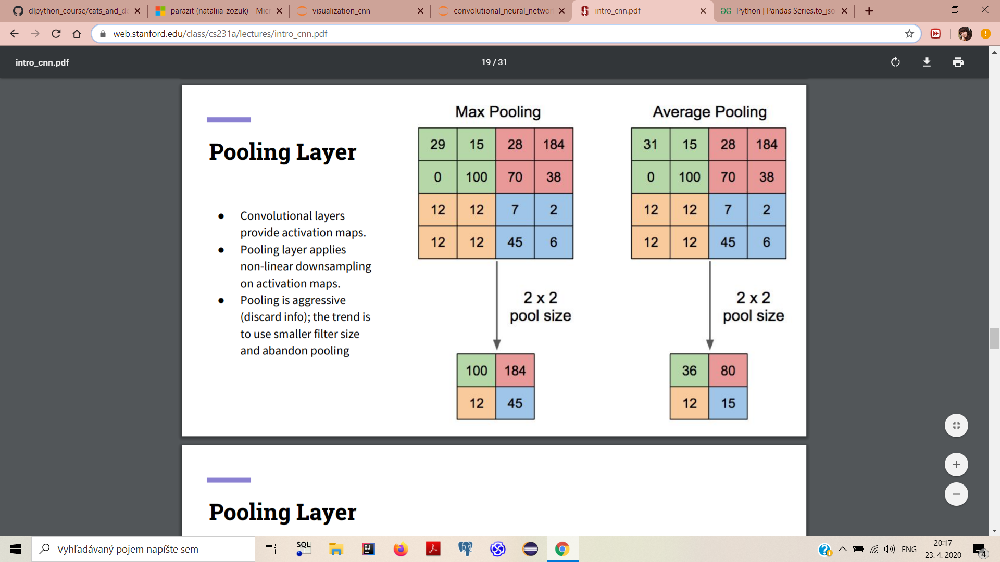 dlpython_course/cats_and_do
parazit (nataliia-zozuk) - Micr
visualization_cnn
convolutional_neural_networ
intro_cnn.pdf
Python | Pandas Series.to_jso
web.stanford.edu/class/cs231a/lectures/intro_cnn.pdf
intro_cnn.pdf
19 / 31
Pooling Layer
● Convolutional layers
provide activation maps.
● Pooling layer applies
non-linear downsampling
on activation maps.
● Pooling is aggressive
(discard info); the trend is
to use smaller filter size
and abandon pooling
Max Pooling
29 15 28 184
0 100 70 38
12 12 7 2
12 12 45 6
2 x 2
pool size
100 184
12 45
Average Pooling
31 15 28 184
0 100 70 38
12 12 7 2
12 12 45 6
2 x 2
pool size
36 80
12 15
Pooling Layer
Vyhľadávaný pojem napíšte sem
SQL
IJ
ENG
20:17
23. 4. 2020
4